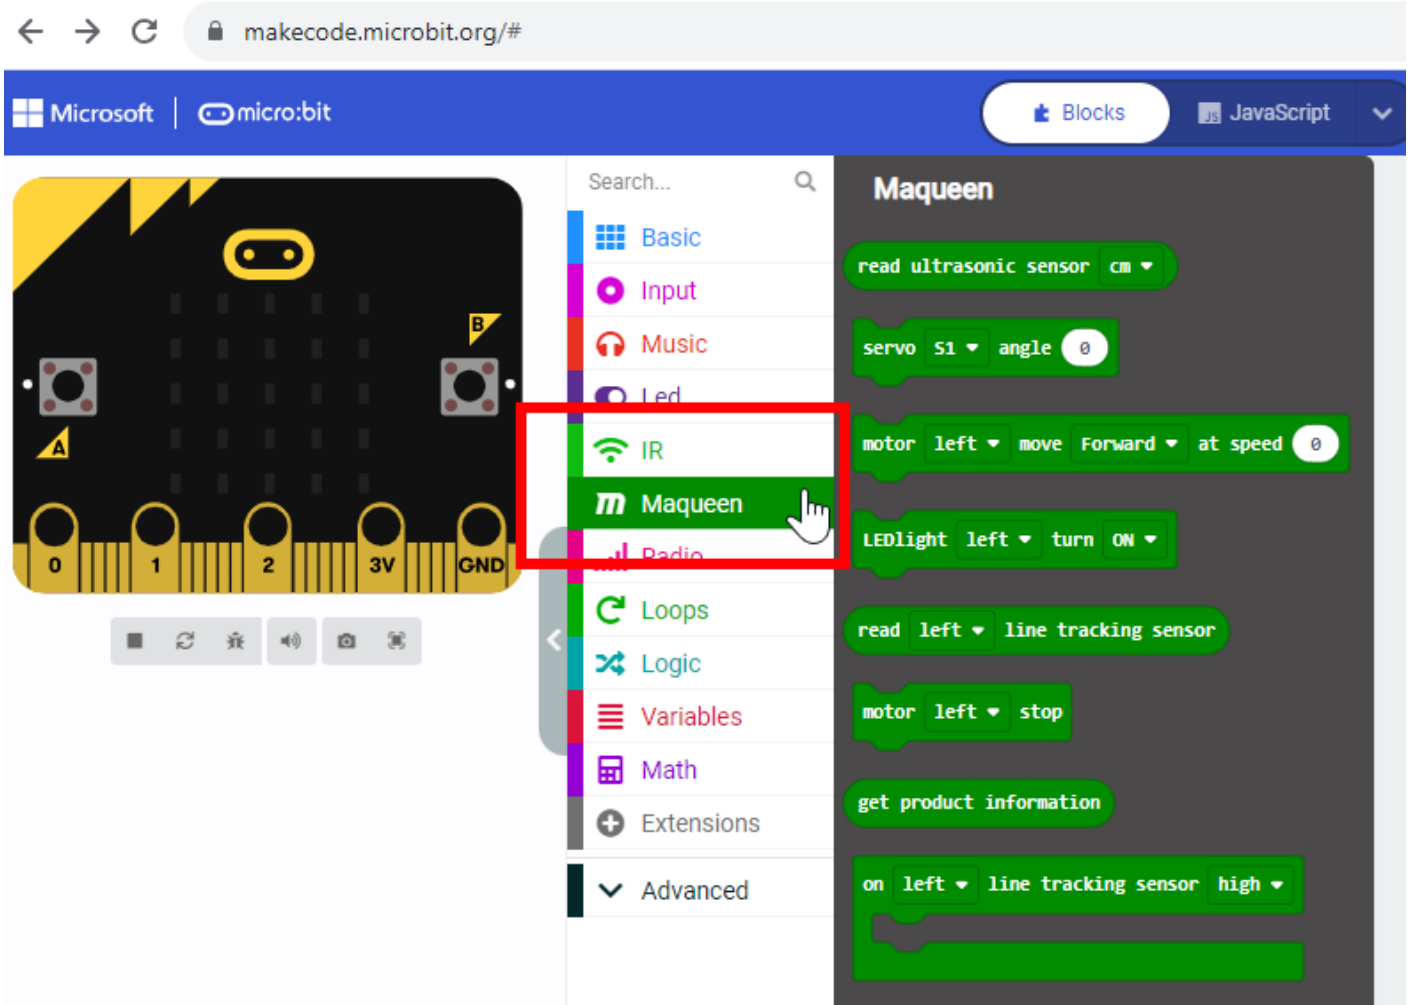 makecode.microbit.org/#
Microsoft micro:bit
Blocks
JS JavaScript
B
A
0 1 2 3V GND
Search...
Basic
Input
Music
Led
IR
m Maqueen
Radio
Loops
Logic
Variables
Math
Extensions
Advanced
Maqueen
read ultrasonic sensor cm
servo S1 angle 0
motor left move Forward at speed 0
LEDlight left turn ON
read left line tracking sensor
motor left stop
get product information
on left line tracking sensor high